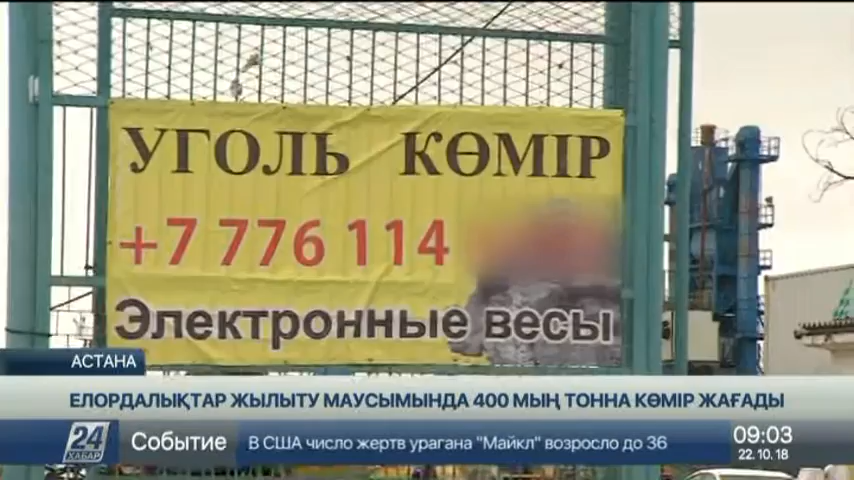 УГОЛЬ КӨМІР
+7 776 114
Электронные весы
АСТАНА
ЕЛОРДАЛЫҚТАР ЖЫЛЫТУ МАУСЫМЫНДА 400 МЫҢ ТОННА КӨМІР ЖАҒАДЫ
24 ХАБАР
Событие
В США число жертв урагана "Майкл" возросло до 36
09:03
22.10.18